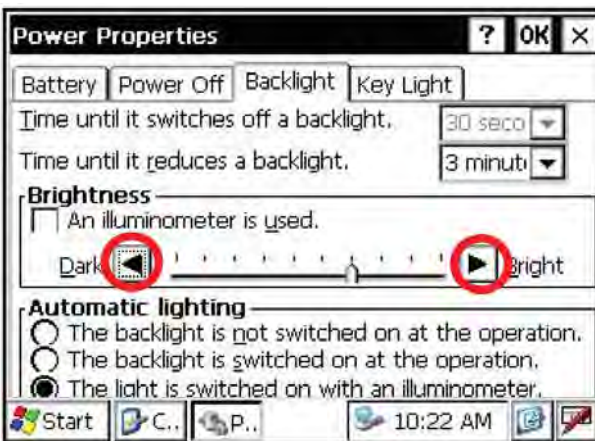 Power Properties ? OK ×
Battery Power Off Backlight Key Light
Time until it switches off a backlight. 30 seco
Time until it reduces a backlight. 3 minut
Brightness
An illuminometer is used.
Dark Bright
Automatic lighting
The backlight is not switched on at the operation.
The backlight is switched on at the operation.
The light is switched on with an illuminometer.
Start C.. P.. 10:22 AM